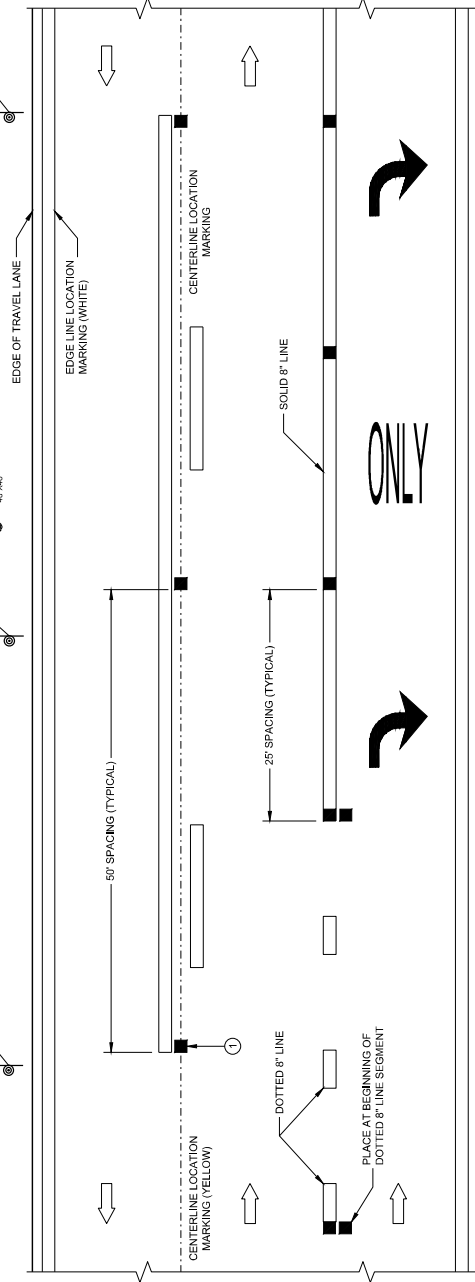 EDGE OF TRAVEL LANE
EDGE LINE LOCATION
MARKING (WHITE)
CENTERLINE LOCATION
MARKING
50' SPACING (TYPICAL)
1
CENTERLINE LOCATION
MARKING (YELLOW)
SOLID 8" LINE
25' SPACING (TYPICAL)
DOTTED 8" LINE
PLACE AT BEGINNING OF
DOTTED 8" LINE SEGMENT
ONLY